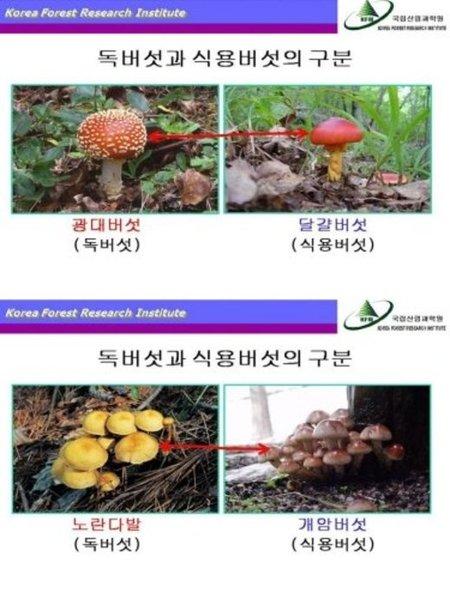 Korea Forest Research Institute
국립산림과학원
KOREA FOREST RESEARCH INSTITUTE
독버섯과 식용버섯의 구분
광대버섯
(독버섯)
달걀버섯
(식용버섯)
Korea Forest Research Institute
국립산림과학원
KOREA FOREST RESEARCH INSTITUTE
독버섯과 식용버섯의 구분
노란다발
(독버섯)
개암버섯
(식용버섯)